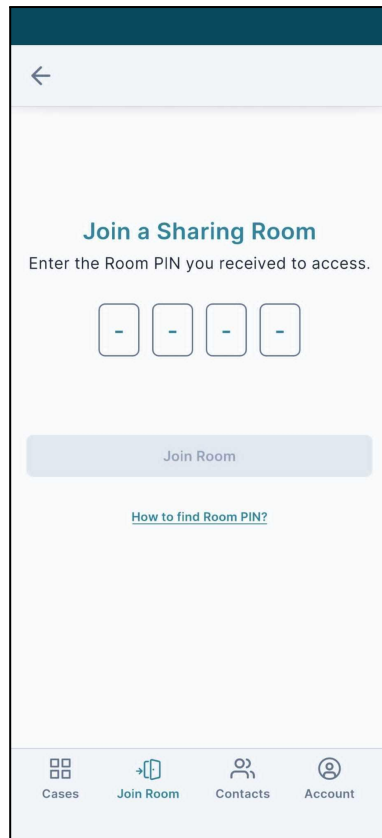 Join a Sharing Room
Enter the Room PIN you received to access.
- - - -
Join Room
How to find Room PIN?
Cases Join Room Contacts Account